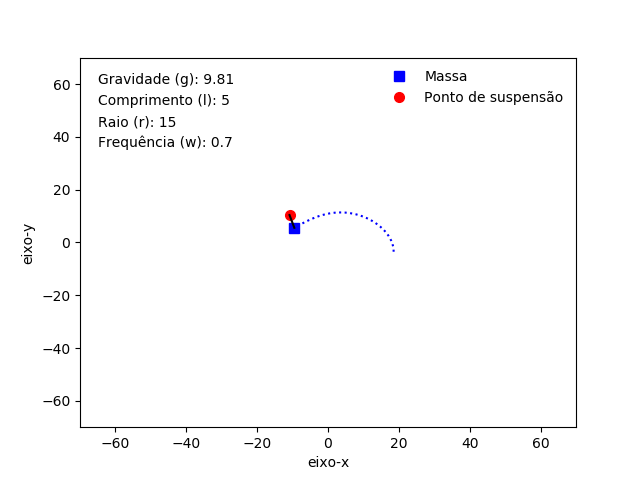 Gravidade (g): 9.81
Comprimento (l): 5
Raio (r): 15
Frequência (w): 0.7
Massa
Ponto de suspensão
60
40
20
0
−20
−40
−60
eixo-y
−60
−40
−20
0
20
40
60
eixo-x